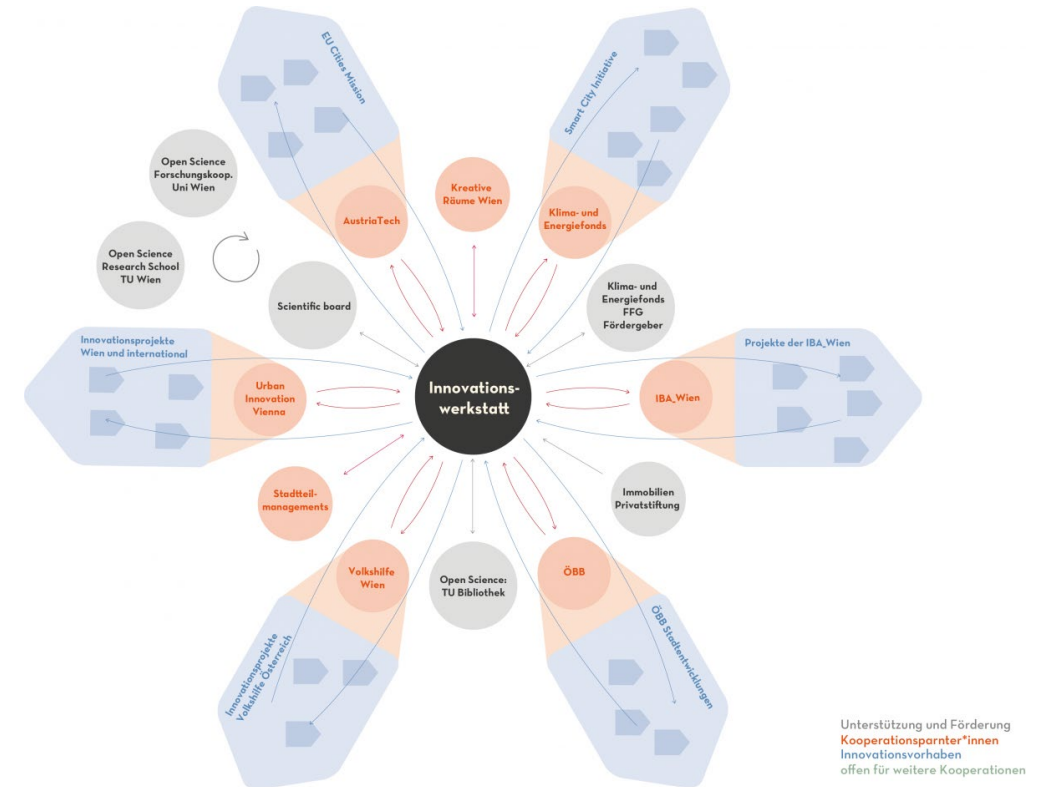 EU Cities Mission
Smart City Initiative
Open Science
Forschungskoop.
Uni Wien
Kreative
Räume Wien
AustriaTech
Klima- und
Energiefonds
Open Science
Research School
TU Wien
Scientific board
Klima- und
Energiefonds
FFG
Fördergeber
Innovationsprojekte
Wien und international
Projekte der IBA_Wien
Urban
Innovation
Vienna
Innovations-
werkstatt
IBA_Wien
Stadtteil-
managements
Immobilien
Privatstiftung
Volkshilfe
Wien
Open Science:
TU Bibliothek
ÖBB
Innovationsprojekte
Volkshilfe Österreich
ÖBB Stadtentwicklungen
Unterstützung und Förderung
Kooperationsparnter*innen
Innovationsvorhaben
offen für weitere Kooperationen